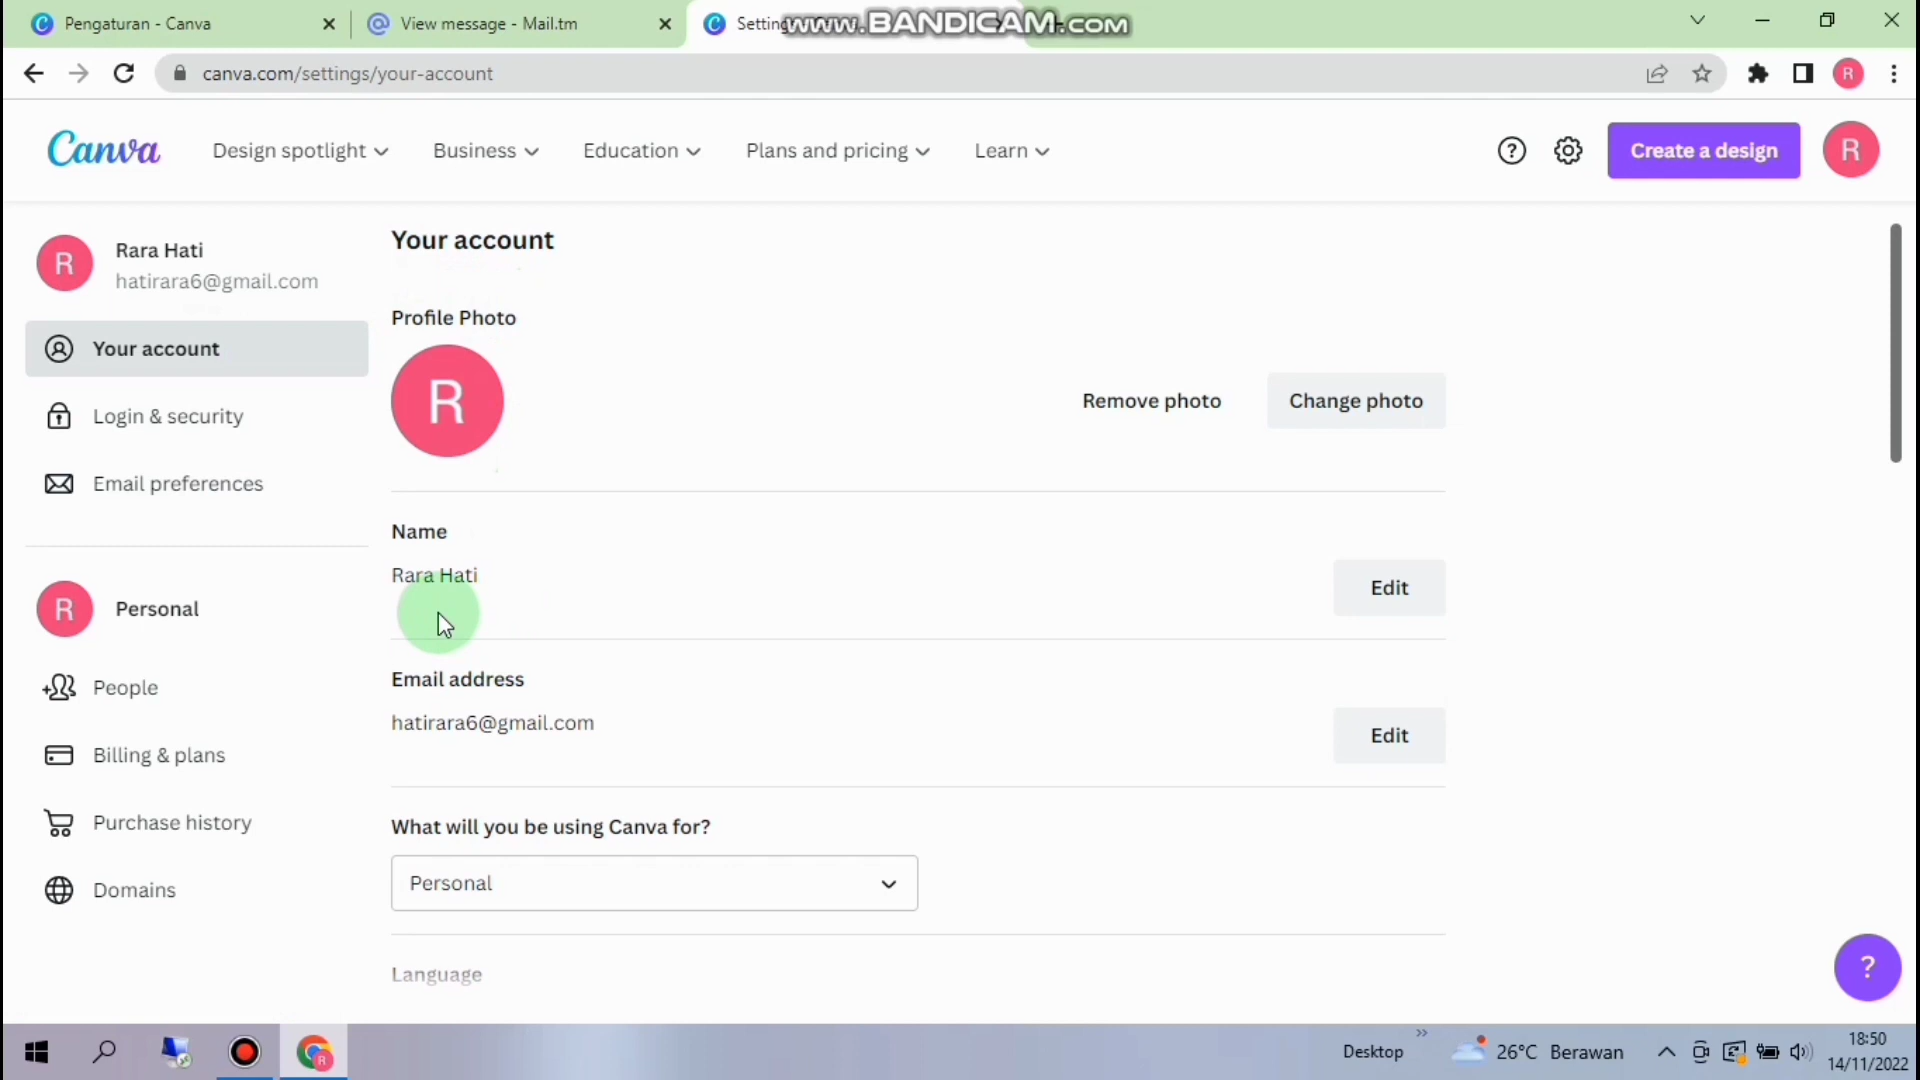 Pengaturan - Canva
View message - Mail.tm
www.BANDICAM.com
canva.com/settings/your-account
R
Canva
Design spotlight
Business
Education
Plans and pricing
Learn
?
Create a design
R
R
Rara Hati
hatirara6@gmail.com
Your account
Login & security
Email preferences
R
Personal
People
Billing & plans
Purchase history
Domains
Your account
Profile Photo
R
Remove photo
Change photo
Name
Rara Hati
Edit
Email address
hatirara6@gmail.com
Edit
What will you be using Canva for?
Personal
Language
?
Desktop
26°C Berawan
18:50
14/11/2022